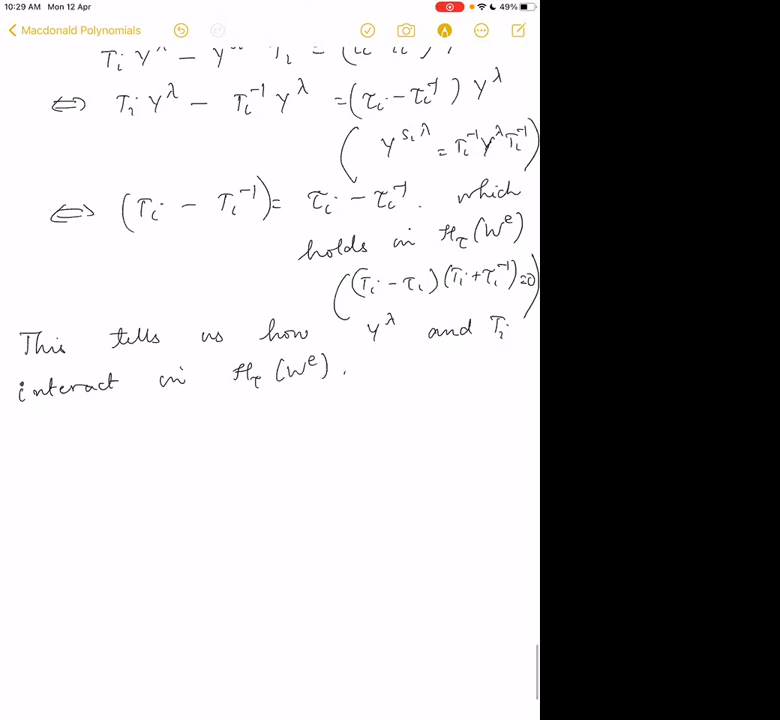 10:29 AM Mon 12 Apr 49%
Macdonald Polynomials
T_i Y^λ −
⇔ T_i Y^λ − T_i^{-1} Y^λ = (τ_i − τ_i^{-1}) Y^λ
(Y^{s_i λ} = T_i^{-1} Y^λ T_i^{-1})
⇔ (T_i − T_i^{-1}) = τ_i − τ_i^{-1}. which
holds in H_τ(W^e)
((T_i − τ_i)(T_i + τ_i^{-1}) = 0)
This tells us how Y^λ and T_i
interact in H_τ(W^e).